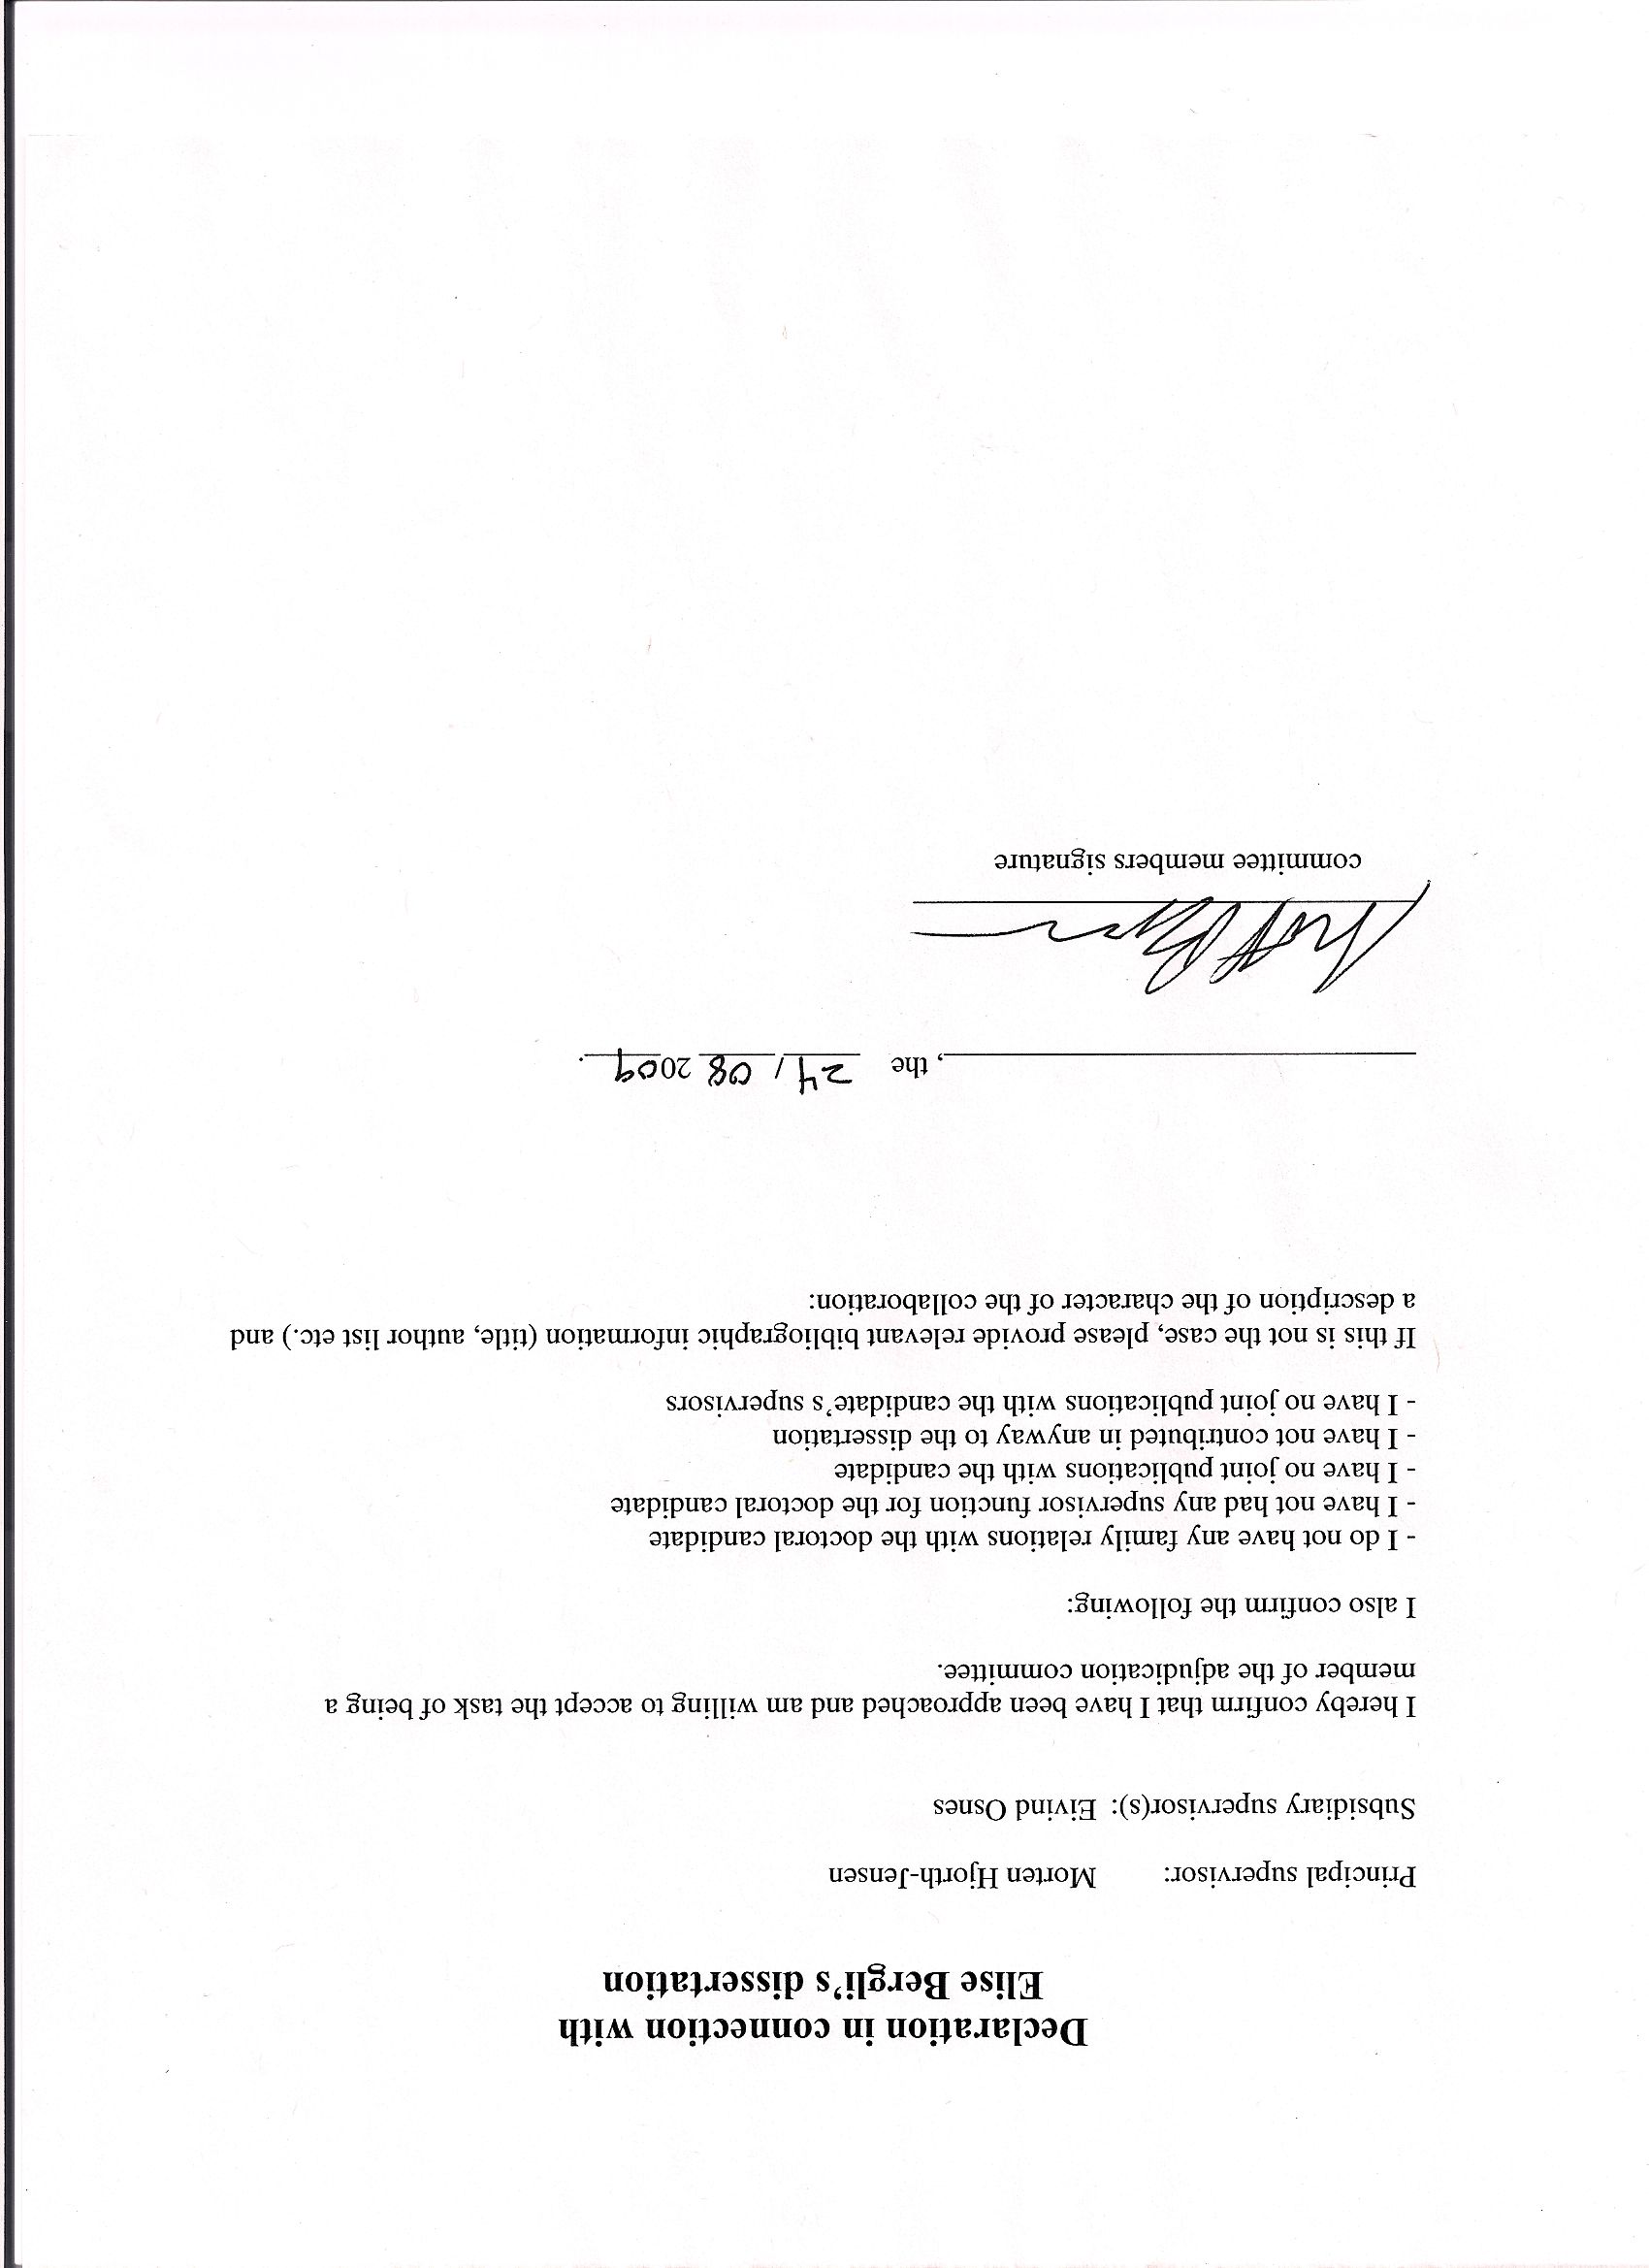 Declaration in connection with
Elise Bergli's dissertation
Principal supervisor: Morten Hjorth-Jensen
Subsidiary supervisor(s): Eivind Osnes
I hereby confirm that I have been approached and am willing to accept the task of being a
member of the adjudication committee.
I also confirm the following:
- I do not have any family relations with the doctoral candidate
- I have not had any supervisor function for the doctoral candidate
- I have no joint publications with the candidate
- I have not contributed in anyway to the dissertation
- I have no joint publications with the candidate's supervisors
If this is not the case, please provide relevant bibliographic information (title, author list etc.) and
a description of the character of the collaboration:
, the 24 / 08 2009.
committee members signature